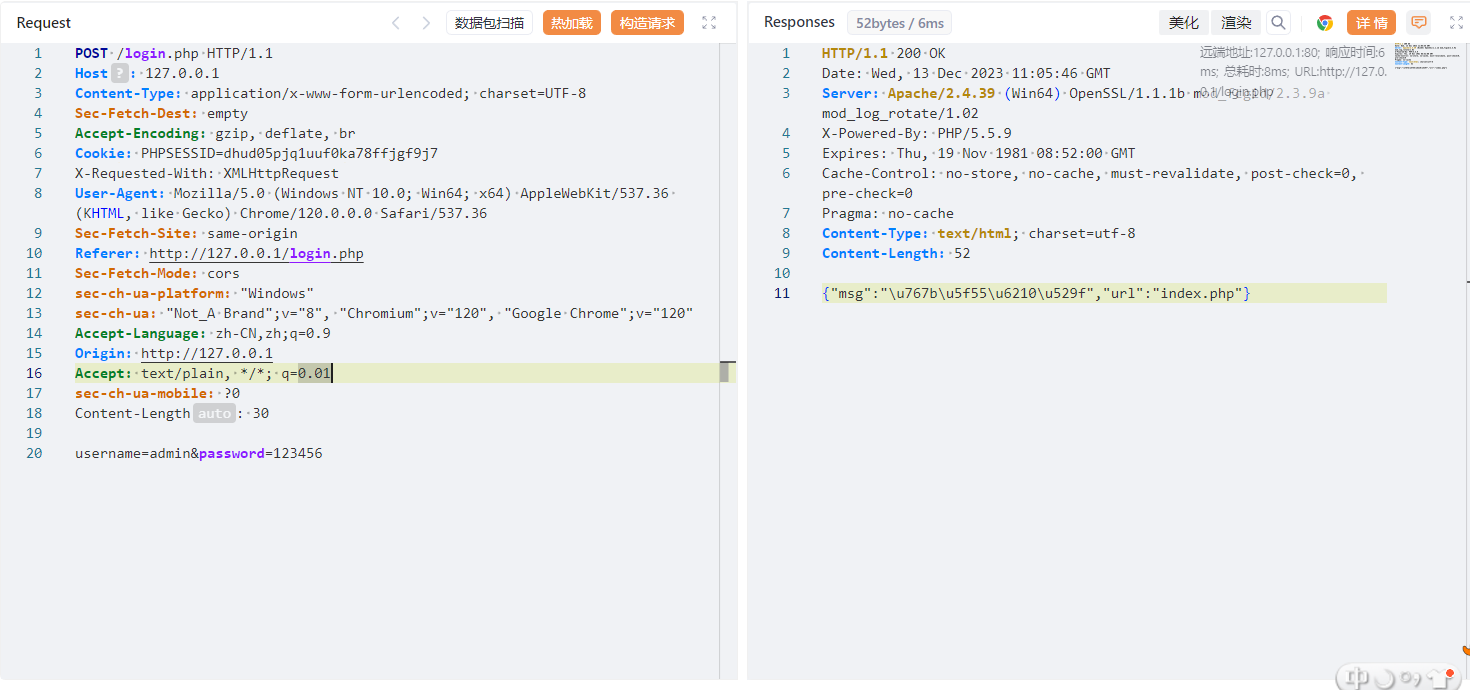 Request
数据包扫描
热加载
构造请求
1 POST /login.php HTTP/1.1
2 Host ? : 127.0.0.1
3 Content-Type: application/x-www-form-urlencoded; charset=UTF-8
4 Sec-Fetch-Dest: empty
5 Accept-Encoding: gzip, deflate, br
6 Cookie: PHPSESSID=dhud05pjq1uuf0ka78ffjgf9j7
7 X-Requested-With: XMLHttpRequest
8 User-Agent: Mozilla/5.0 (Windows NT 10.0; Win64; x64) AppleWebKit/537.36
(KHTML, like Gecko) Chrome/120.0.0.0 Safari/537.36
9 Sec-Fetch-Site: same-origin
10 Referer: http://127.0.0.1/login.php
11 Sec-Fetch-Mode: cors
12 sec-ch-ua-platform: "Windows"
13 sec-ch-ua: "Not_A Brand";v="8", "Chromium";v="120", "Google Chrome";v="120"
14 Accept-Language: zh-CN,zh;q=0.9
15 Origin: http://127.0.0.1
16 Accept: text/plain, */*; q=0.01
17 sec-ch-ua-mobile: ?0
18 Content-Length auto : 30
19
20 username=admin&password=123456
Responses
52bytes / 6ms
美化
渲染
详情
远端地址:127.0.0.1:80; 响应时间:6
ms; 总耗时:8ms; URL:http://127.0.
0.1/login.php
1 HTTP/1.1 200 OK
2 Date: Wed, 13 Dec 2023 11:05:46 GMT
3 Server: Apache/2.4.39 (Win64) OpenSSL/1.1.1b mod_fcgid/2.3.9a
mod_log_rotate/1.02
4 X-Powered-By: PHP/5.5.9
5 Expires: Thu, 19 Nov 1981 08:52:00 GMT
6 Cache-Control: no-store, no-cache, must-revalidate, post-check=0,
pre-check=0
7 Pragma: no-cache
8 Content-Type: text/html; charset=utf-8
9 Content-Length: 52
10
11 {"msg":"\u767b\u5f55\u6210\u529f","url":"index.php"}
中